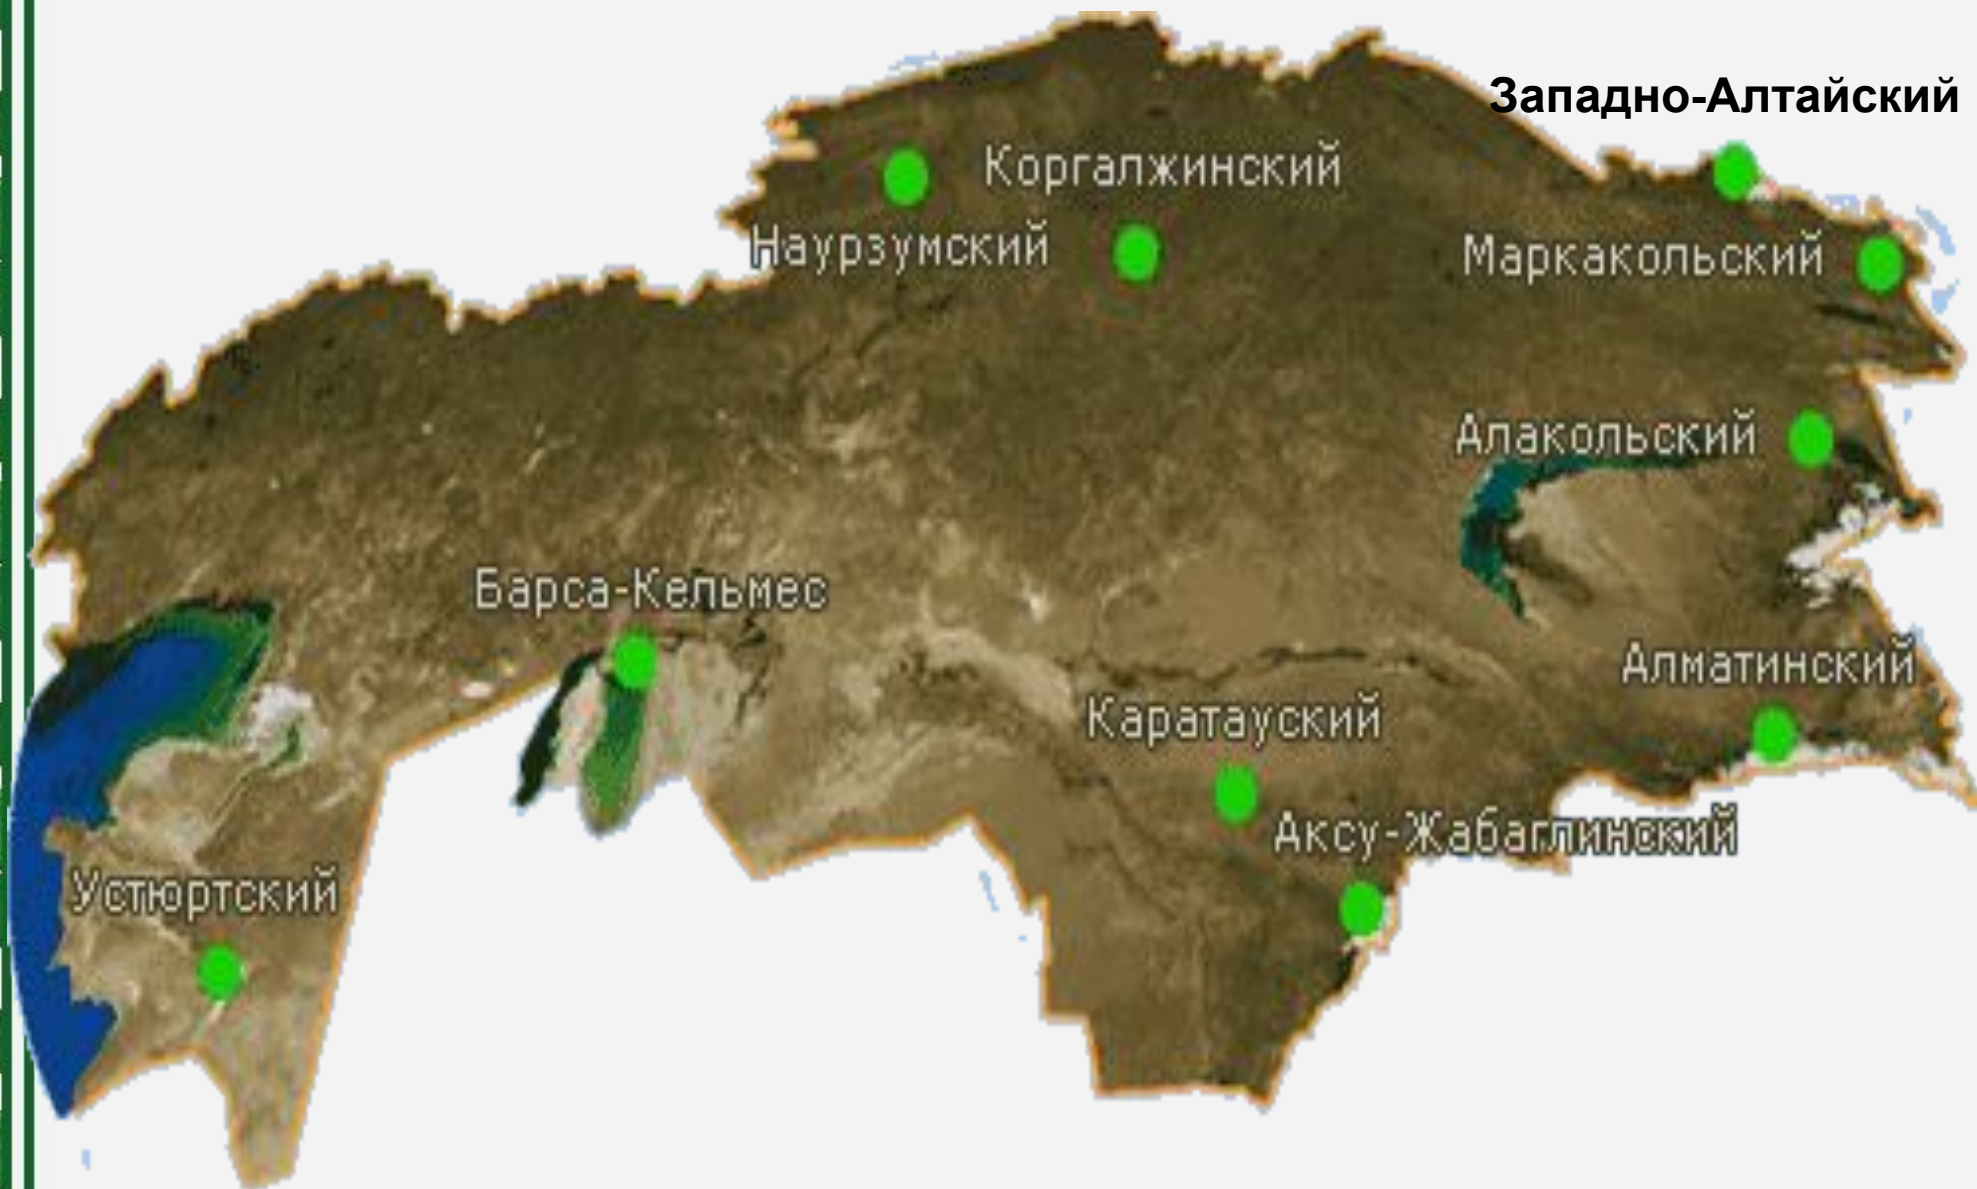 Западно-Алтайский
Коргалжинский
Наурзумский
Маркакольский
Алакольский
Барса-Кельмес
Алматинский
Каратауский
Аксу-Жабаглинский
Устюртский